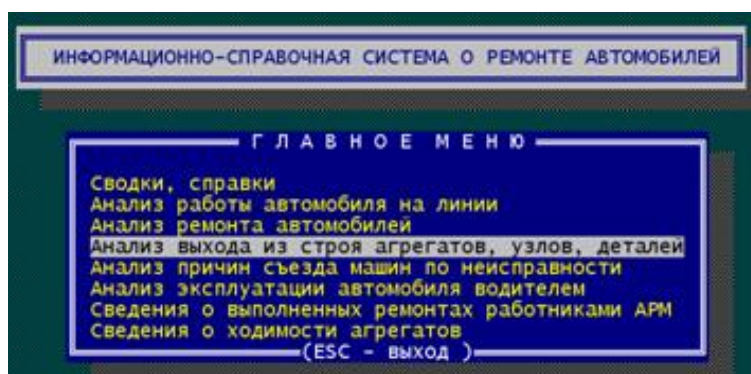 ИНФОРМАЦИОННО-СПРАВОЧНАЯ СИСТЕМА О РЕМОНТЕ АВТОМОБИЛЕЙ
Г Л А В Н О Е М Е Н Ю
Сводки, справки
Анализ работы автомобиля на линии
Анализ ремонта автомобилей
Анализ выхода из строя агрегатов, узлов, деталей
Анализ причин съезда машин по неисправности
Анализ эксплуатации автомобиля водителем
Сведения о выполненных ремонтах работниками АРМ
Сведения о ходимости агрегатов
(ESC - выход )